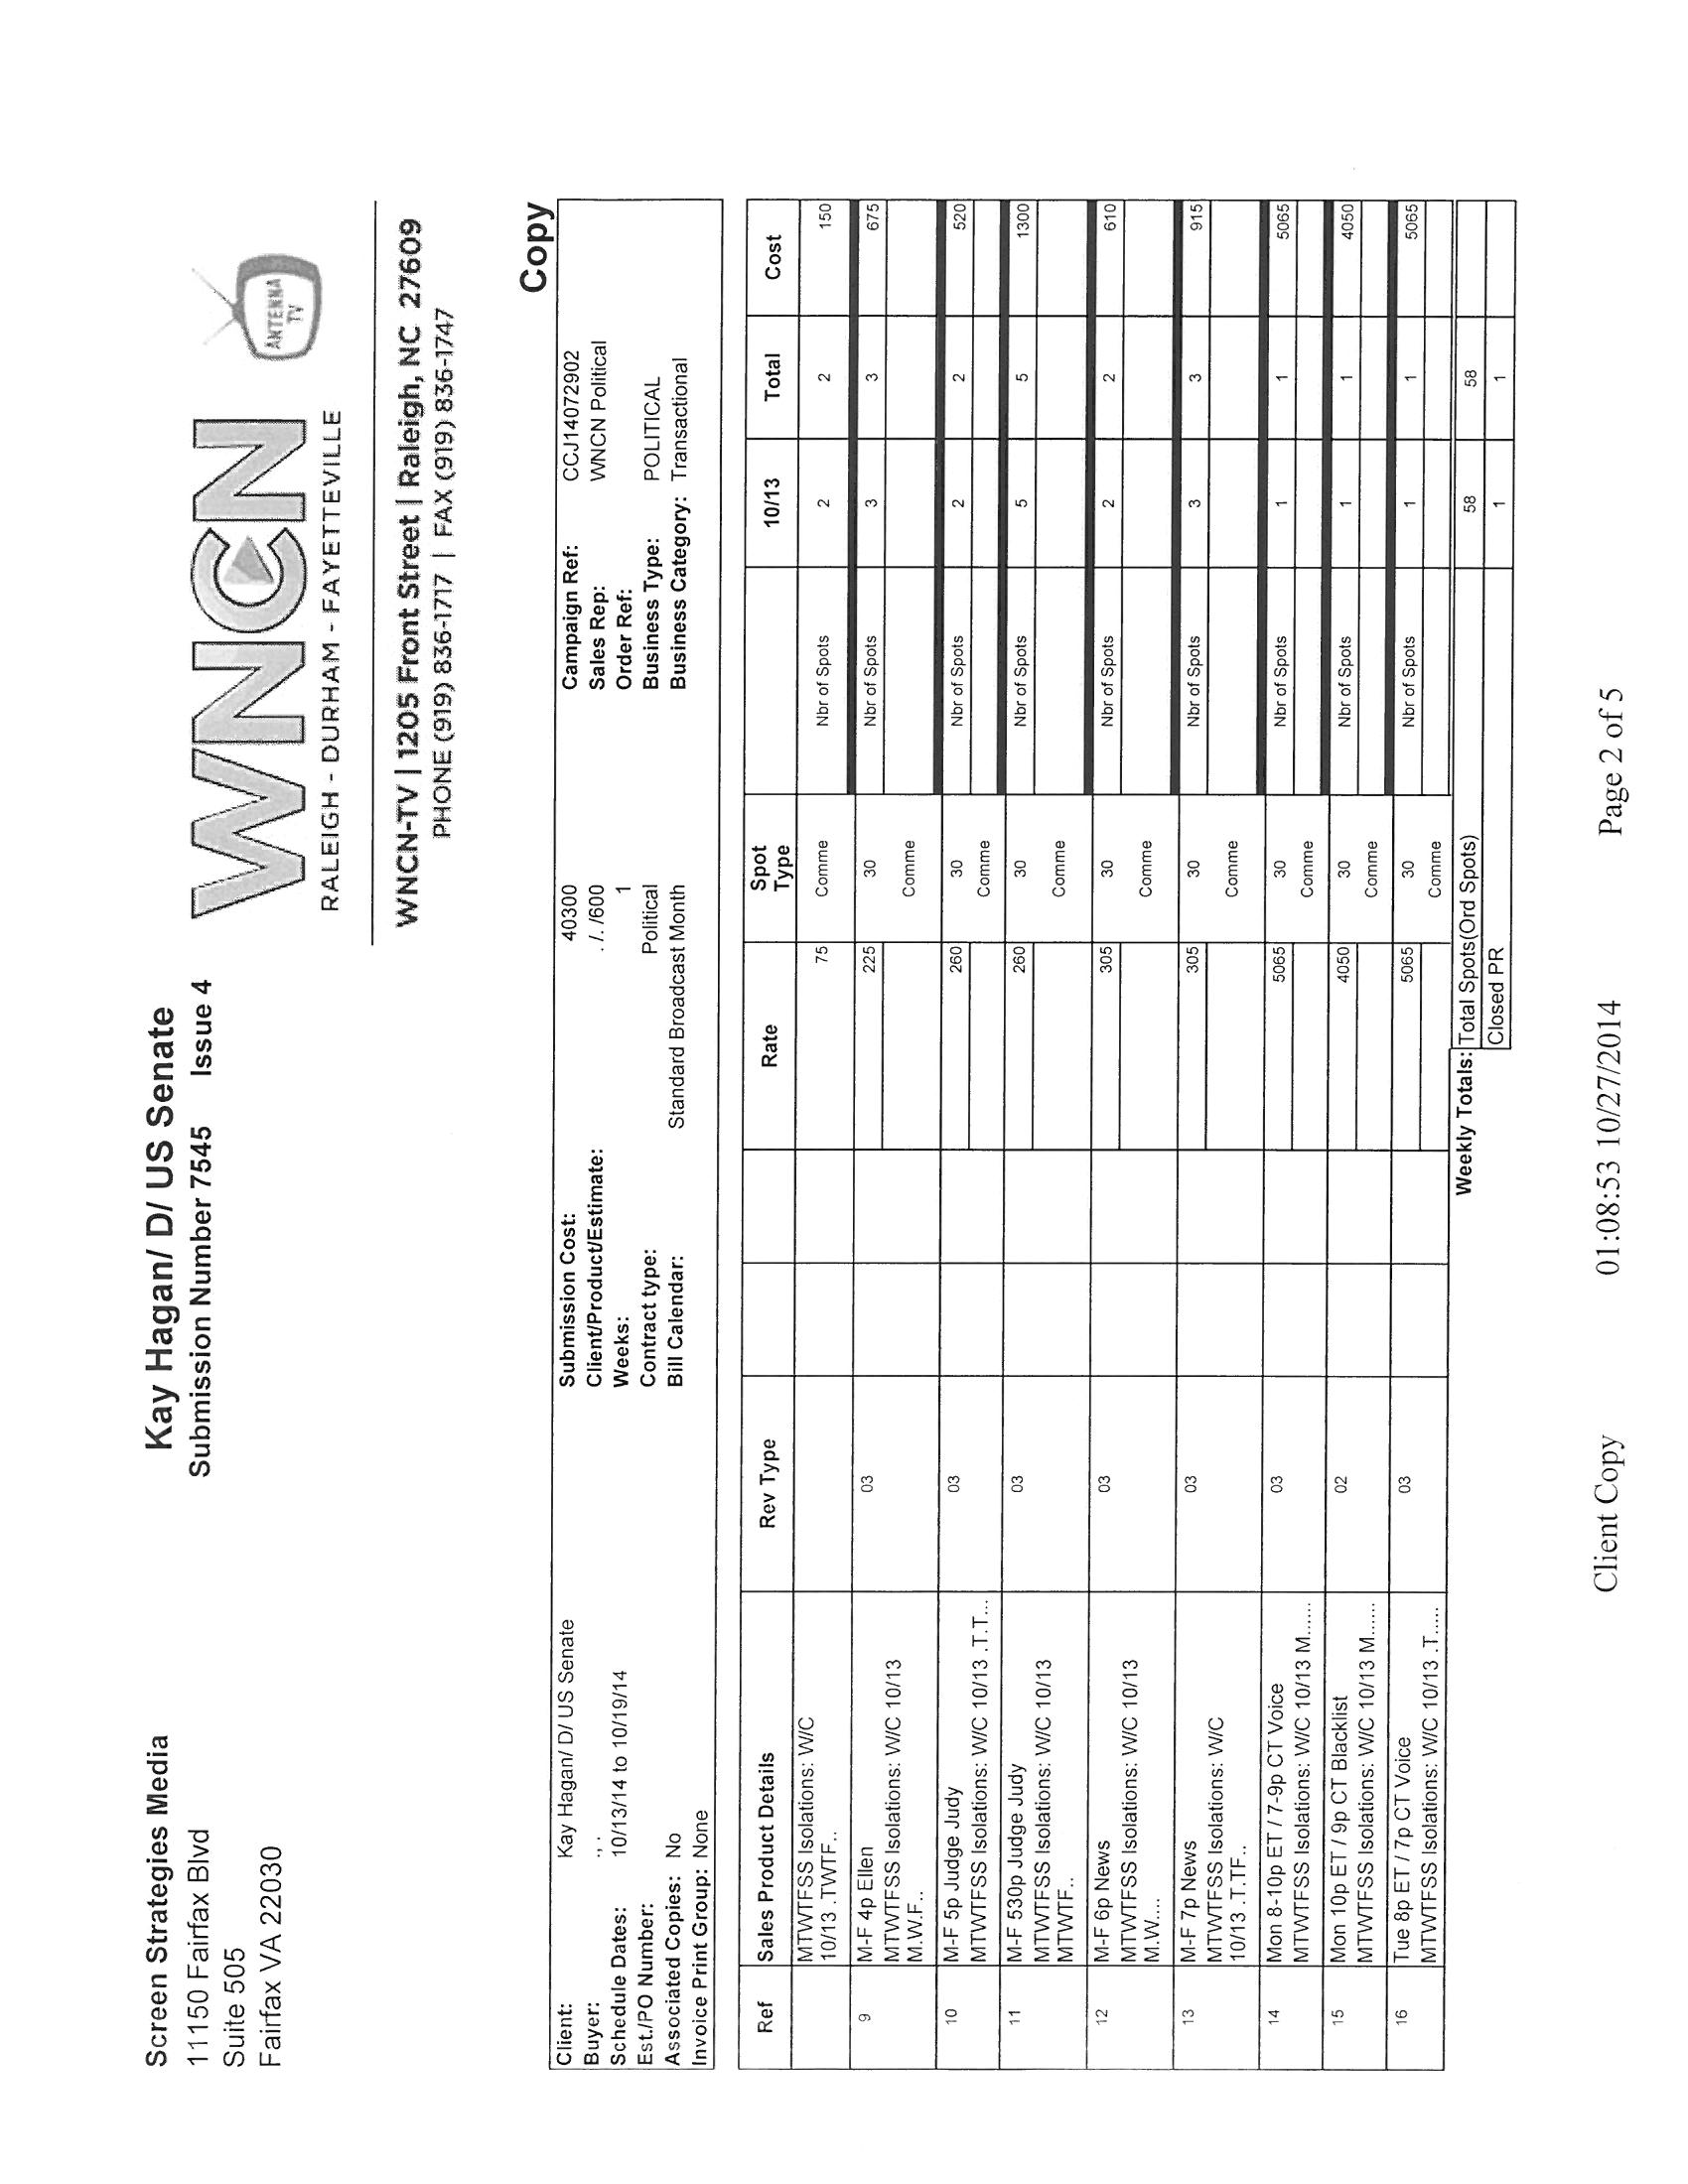 Screen Strategies Media
11150 Fairfax Blvd
Suite 505
Fairfax VA 22030
Kay Hagan/ D/ US Senate
Submission Number 7545 Issue 4
WNCN
RALEIGH - DURHAM - FAYETTEVILLE
ANTENNA
TV
WNCN-TV | 1205 Front Street | Raleigh, NC 27609
PHONE (919) 836-1717 | FAX (919) 836-1747
Copy
Client: Kay Hagan/ D/ US Senate Submission Cost: 40300 Campaign Ref: CCJ14072902
Buyer: ., . Client/Product/Estimate: . /. /600 Sales Rep: WNCN Political
Schedule Dates: 10/13/14 to 10/19/14 Weeks: 1 Order Ref:
Est./PO Number: Contract type: Political Business Type: POLITICAL
Associated Copies: No Bill Calendar: Standard Broadcast Month Business Category: Transactional
Invoice Print Group: None
Ref Sales Product Details Rev Type Rate Spot Type 10/13 Total Cost
MTWTFSS Isolations: W/C 75 Comme Nbr of Spots 2 2 150
10/13 .TWTF..
9 M-F 4p Ellen 03 225 30 Nbr of Spots 3 3 675
MTWTFSS Isolations: W/C 10/13 Comme
M.W.F..
10 M-F 5p Judge Judy 03 260 30 Nbr of Spots 2 2 520
MTWTFSS Isolations: W/C 10/13 .T.T... Comme
11 M-F 530p Judge Judy 03 260 30 Nbr of Spots 5 5 1300
MTWTFSS Isolations: W/C 10/13 Comme
MTWTF..
12 M-F 6p News 03 305 30 Nbr of Spots 2 2 610
MTWTFSS Isolations: W/C 10/13 Comme
M.W....
13 M-F 7p News 03 305 30 Nbr of Spots 3 3 915
MTWTFSS Isolations: W/C Comme
10/13 .T.TF..
14 Mon 8-10p ET / 7-9p CT Voice 03 5065 30 Nbr of Spots 1 1 5065
MTWTFSS Isolations: W/C 10/13 M...... Comme
15 Mon 10p ET / 9p CT Blacklist 02 4050 30 Nbr of Spots 1 1 4050
MTWTFSS Isolations: W/C 10/13 M...... Comme
16 Tue 8p ET / 7p CT Voice 03 5065 30 Nbr of Spots 1 1 5065
MTWTFSS Isolations: W/C 10/13 .T..... Comme
Weekly Totals: Total Spots(Ord Spots) 58 58
Closed PR 1 1
Client Copy 01:08:53 10/27/2014 Page 2 of 5